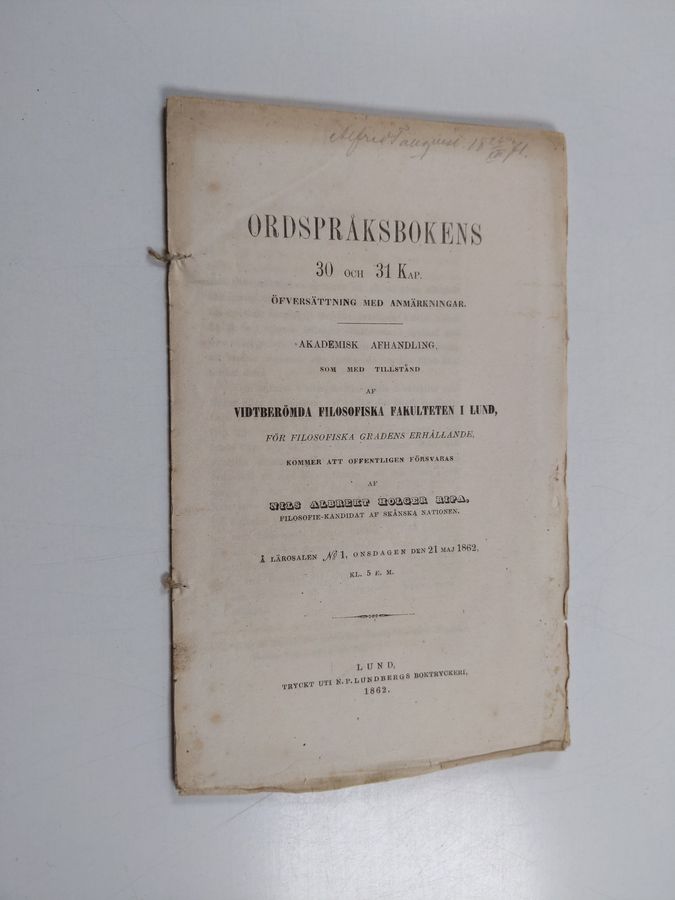 Alfred
ORDSPRÅKSBOKENS
30 OCH 31 KAP.
ÖFVERSÄTTNING MED ANMÄRKNINGAR.
AKADEMISK AFHANDLING,
SOM MED TILLSTÅND
AF
VIDTBERÖMDA FILOSOFISKA FAKULTETEN I LUND,
FÖR FILOSOFISKA GRADENS ERHÅLLANDE,
KOMMER ATT OFFENTLIGEN FÖRSVARAS
AF
NILS ALBREKT HOLGER RIPA,
FILOSOFIE-KANDIDAT AF SKÅNSKA NATIONEN.
Å LÄROSALEN № 1, ONSDAGEN DEN 21 MAJ 1862,
KL. 5 E. M.
LUND,
TRYCKT UTI N. P. LUNDBERGS BOKTRYCKERI,
1862.